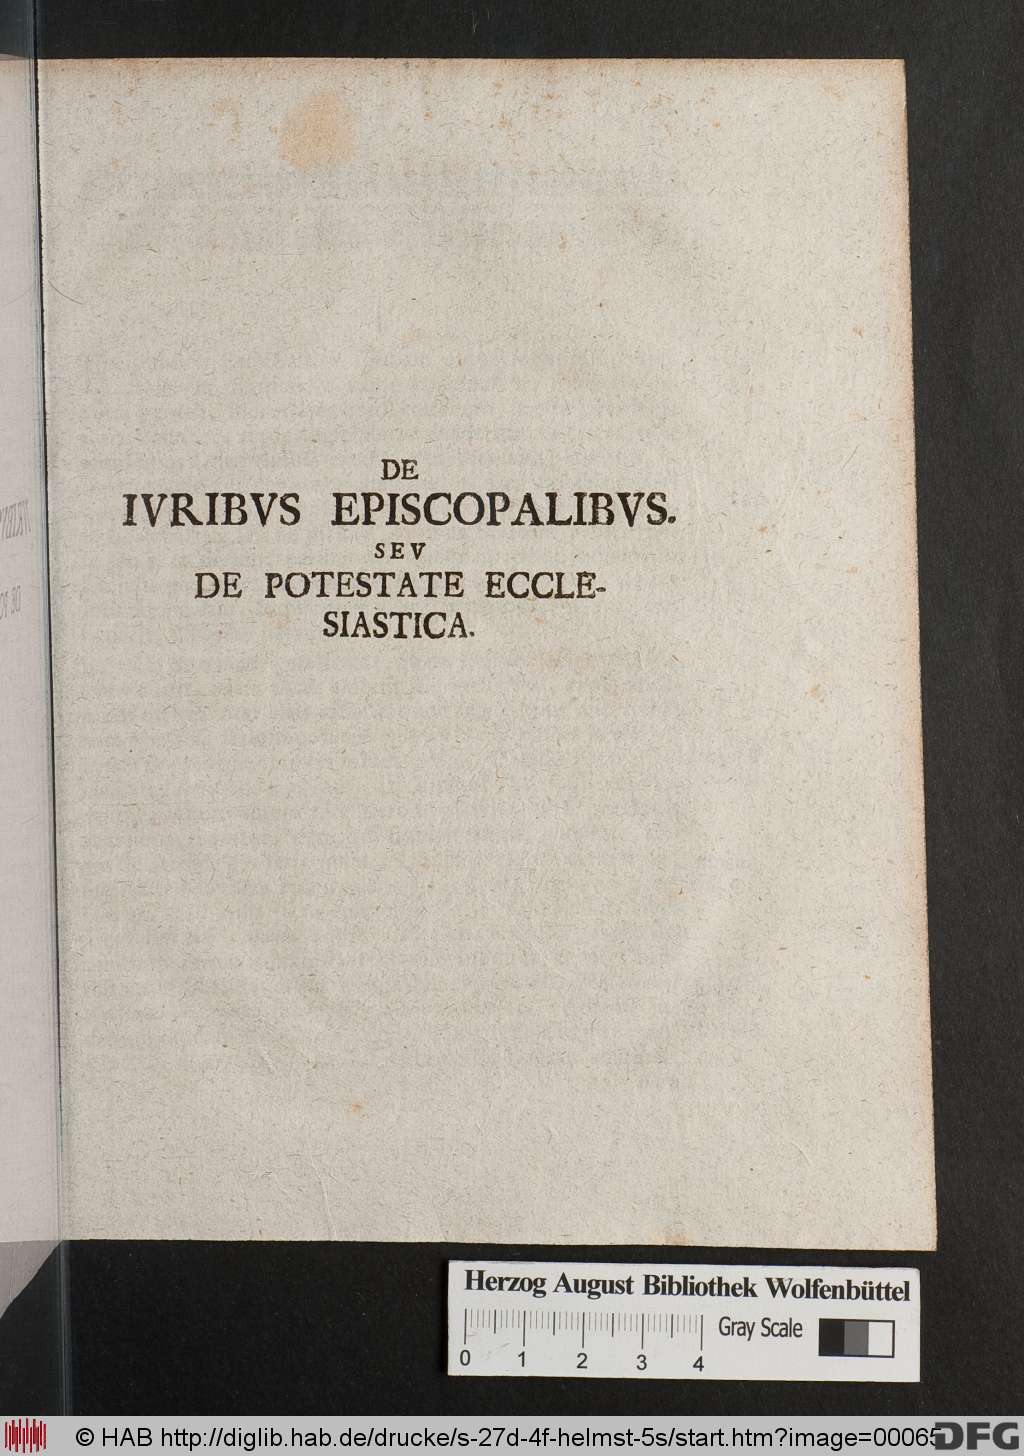 DE
IVRIBVS EPISCOPALIBVS.
SEV
DE POTESTATE ECCLE-
SIASTICA.
Herzog August Bibliothek Wolfenbüttel
Gray Scale
0 1 2 3 4
© HAB http://diglib.hab.de/drucke/s-27d-4f-helmst-5s/start.htm?image=00065
DFG